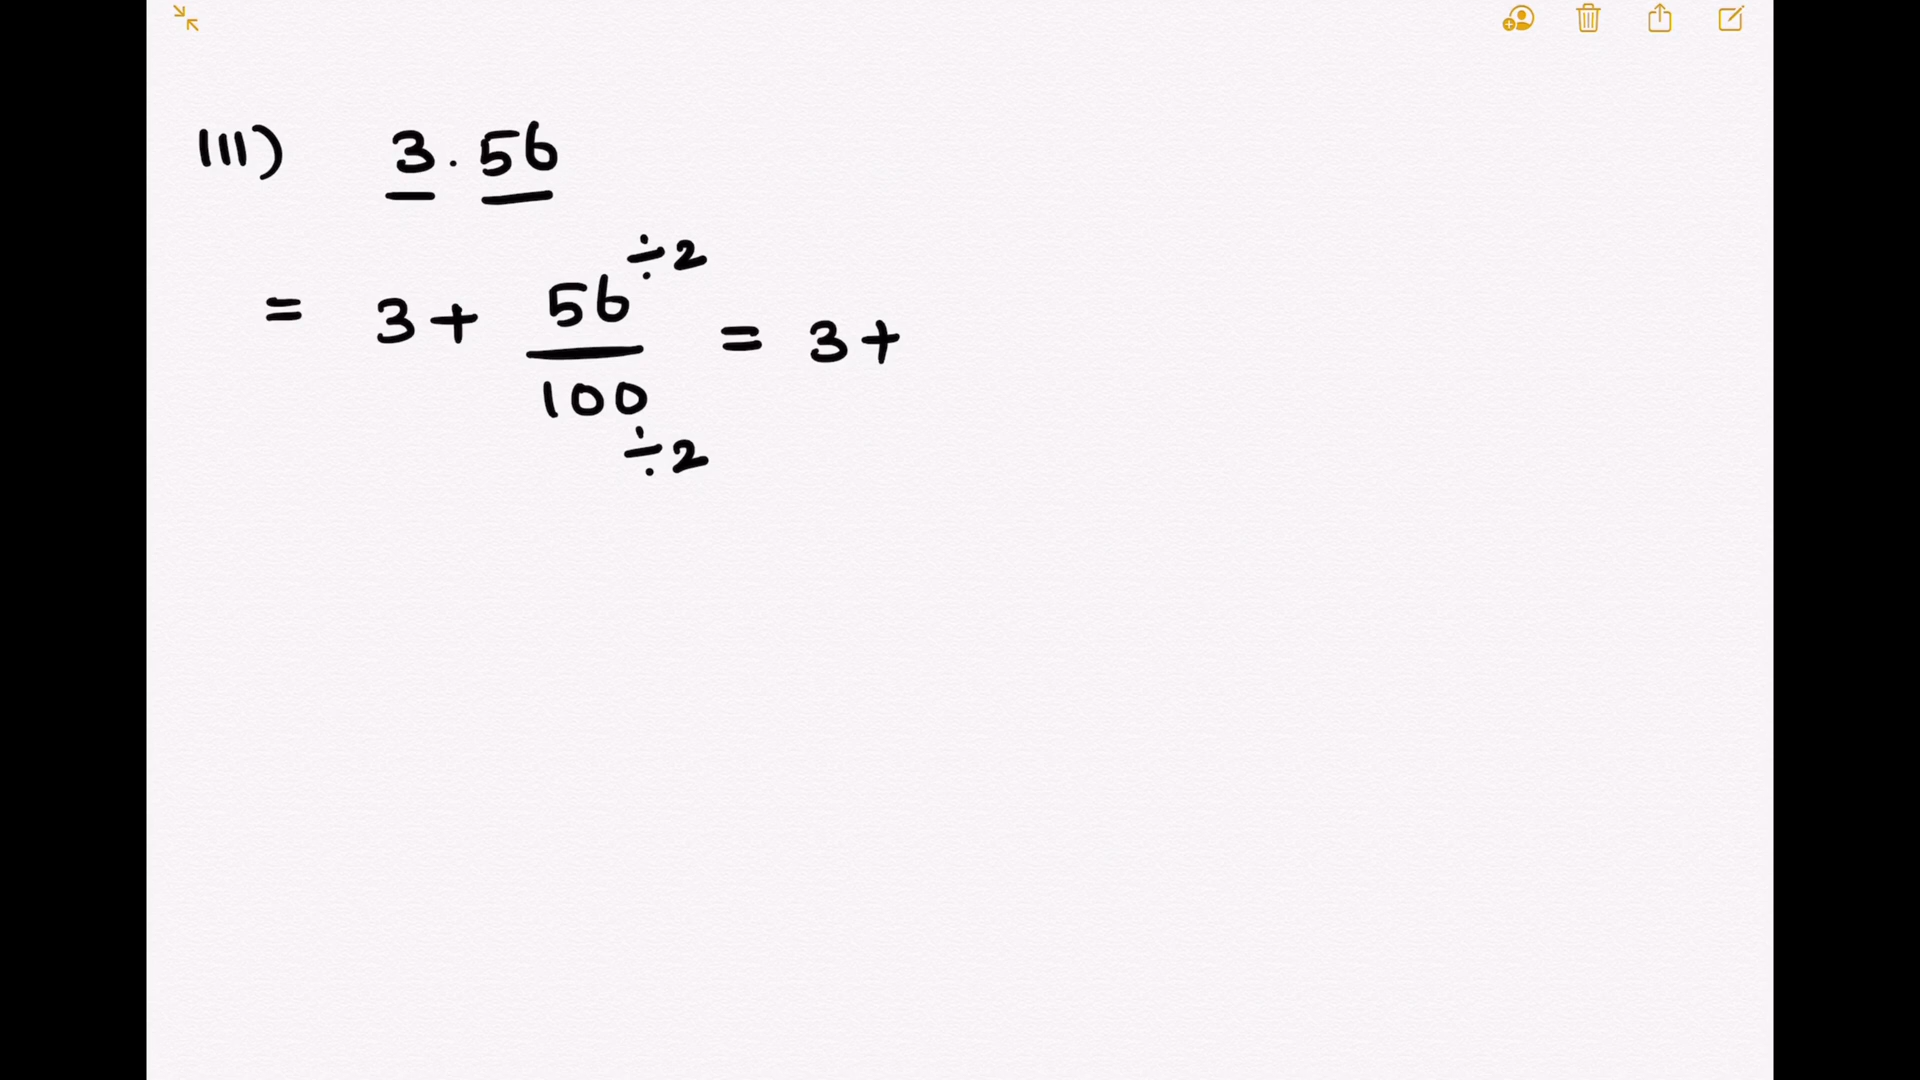 III) 3.56
= 3 + 56 ÷2 / 100 ÷2 = 3 +